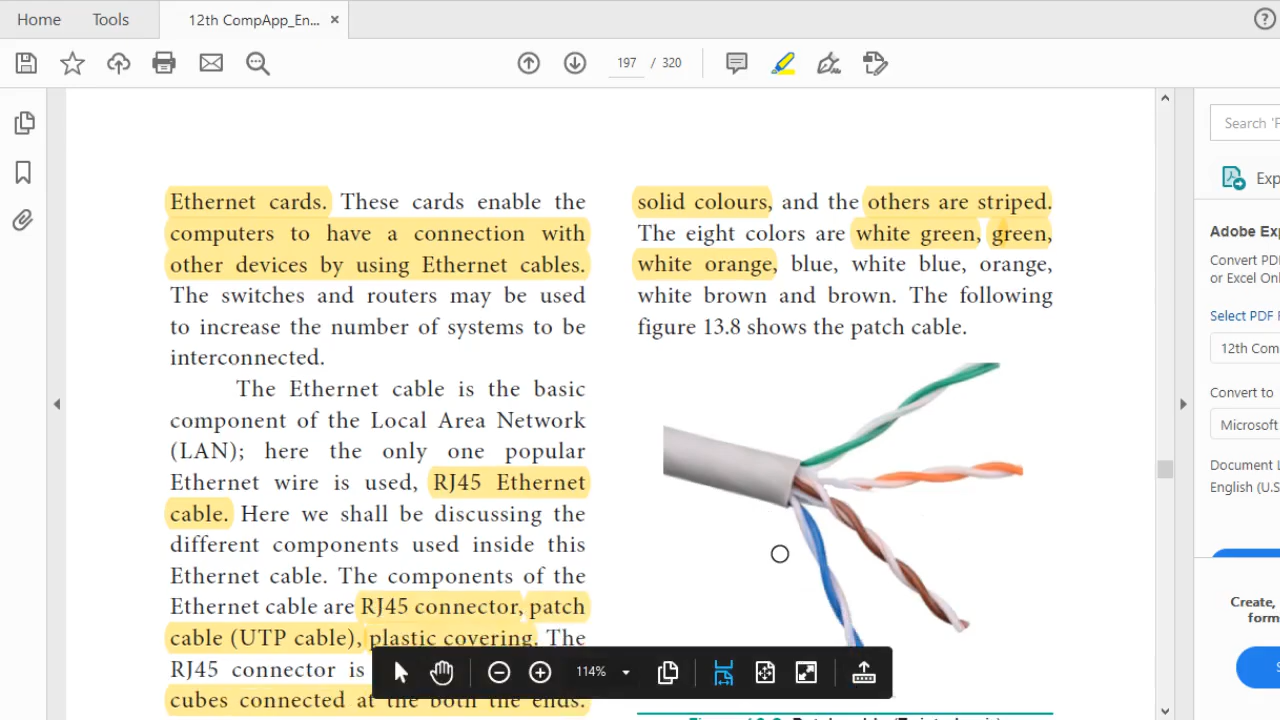 Home
Tools
12th CompApp_En...
197 / 320
Ethernet cards. These cards enable the
computers to have a connection with
other devices by using Ethernet cables.
The switches and routers may be used
to increase the number of systems to be
interconnected.
The Ethernet cable is the basic
component of the Local Area Network
(LAN); here the only one popular
Ethernet wire is used, RJ45 Ethernet
cable. Here we shall be discussing the
different components used inside this
Ethernet cable. The components of the
Ethernet cable are RJ45 connector, patch
cable (UTP cable), plastic covering. The
RJ45 connector is
cubes connected at the both the ends.
solid colours, and the others are striped.
The eight colors are white green, green,
white orange, blue, white blue, orange,
white brown and brown. The following
figure 13.8 shows the patch cable.
114%
Search 'F
Exp
Adobe Exp
Convert PD
or Excel Onl
Select PDF F
12th Com
Convert to
Microsoft
Document L
English (U.S
Create,
form